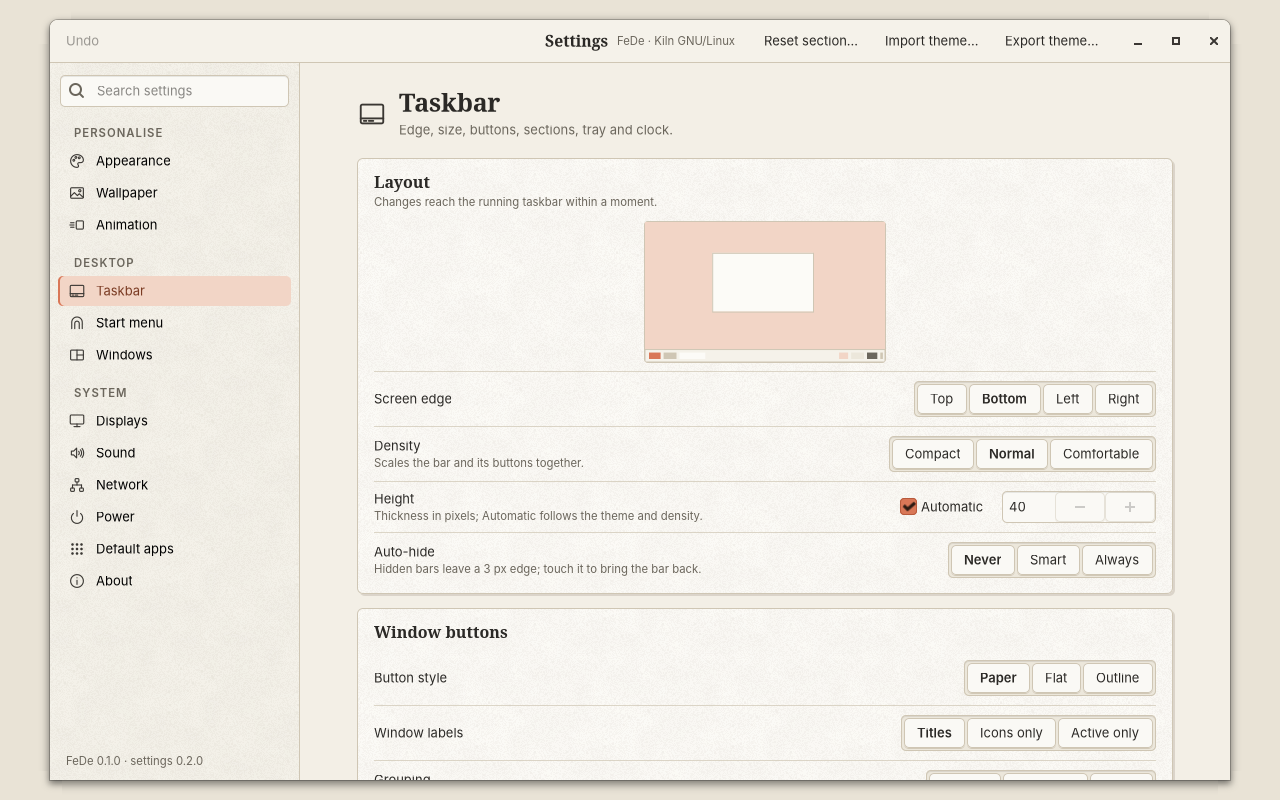 Undo
Settings FeDe · Kiln GNU/Linux
Reset section...
Import theme...
Export theme...
Search settings
PERSONALISE
Appearance
Wallpaper
Animation
DESKTOP
Taskbar
Start menu
Windows
SYSTEM
Displays
Sound
Network
Power
Default apps
About
FeDe 0.1.0 · settings 0.2.0
Taskbar
Edge, size, buttons, sections, tray and clock.
Layout
Changes reach the running taskbar within a moment.
Screen edge
Top Bottom Left Right
Density
Scales the bar and its buttons together.
Compact Normal Comfortable
Height
Thickness in pixels; Automatic follows the theme and density.
Automatic 40
Auto-hide
Hidden bars leave a 3 px edge; touch it to bring the bar back.
Never Smart Always
Window buttons
Button style
Paper Flat Outline
Window labels
Titles Icons only Active only
Grouping